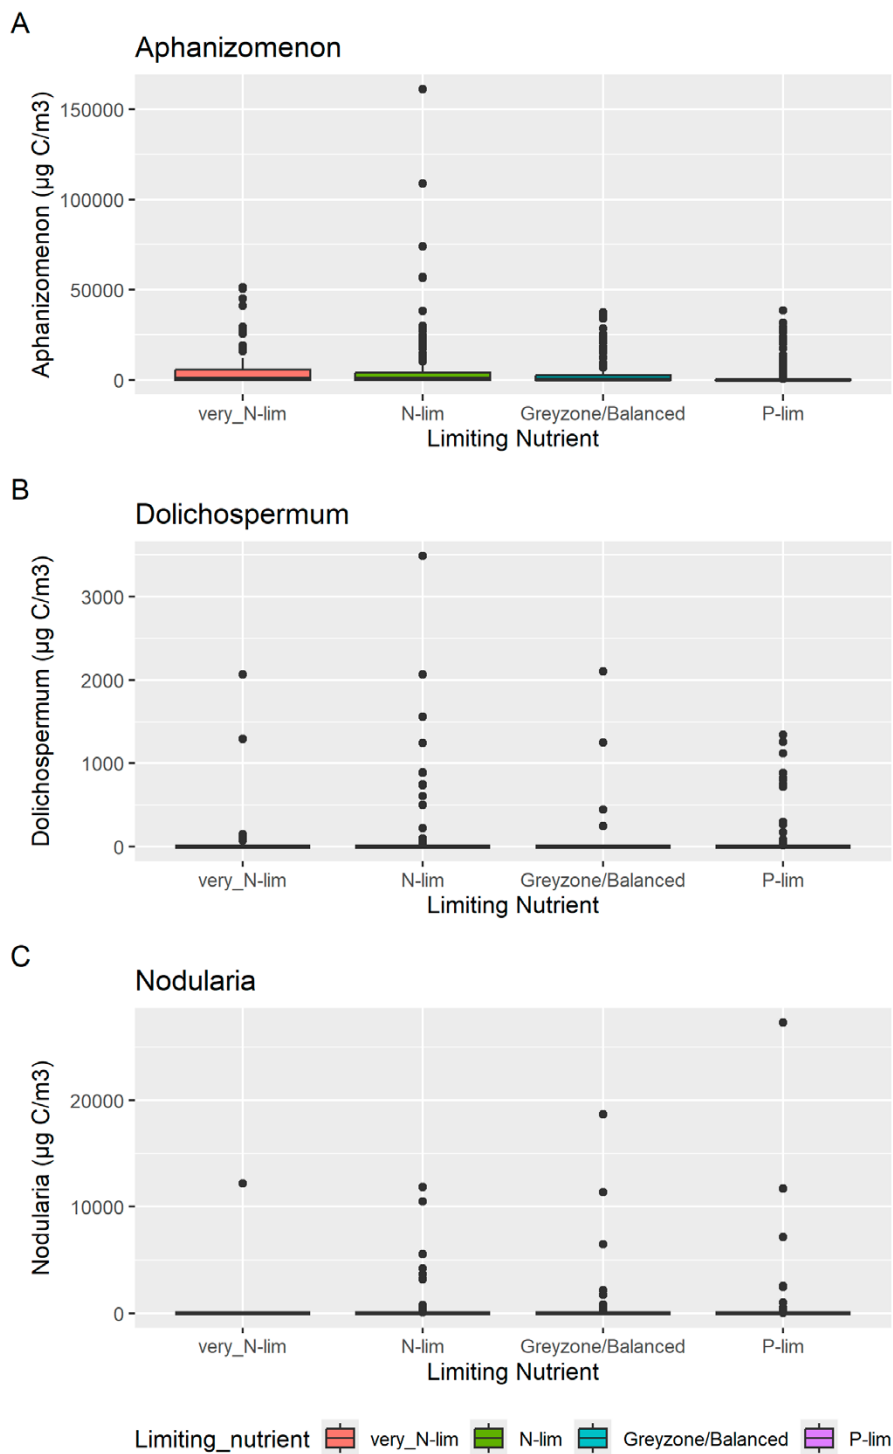 A
Aphanizomenon
Aphanizomenon (µg C/m3)
150000
100000
50000
0
very_N-lim N-lim Greyzone/Balanced P-lim
Limiting Nutrient
B
Dolichospermum
Dolichospermum (µg C/m3)
3000
2000
1000
0
very_N-lim N-lim Greyzone/Balanced P-lim
Limiting Nutrient
C
Nodularia
Nodularia (µg C/m3)
20000
10000
0
very_N-lim N-lim Greyzone/Balanced P-lim
Limiting Nutrient
Limiting_nutrient very_N-lim N-lim Greyzone/Balanced P-lim